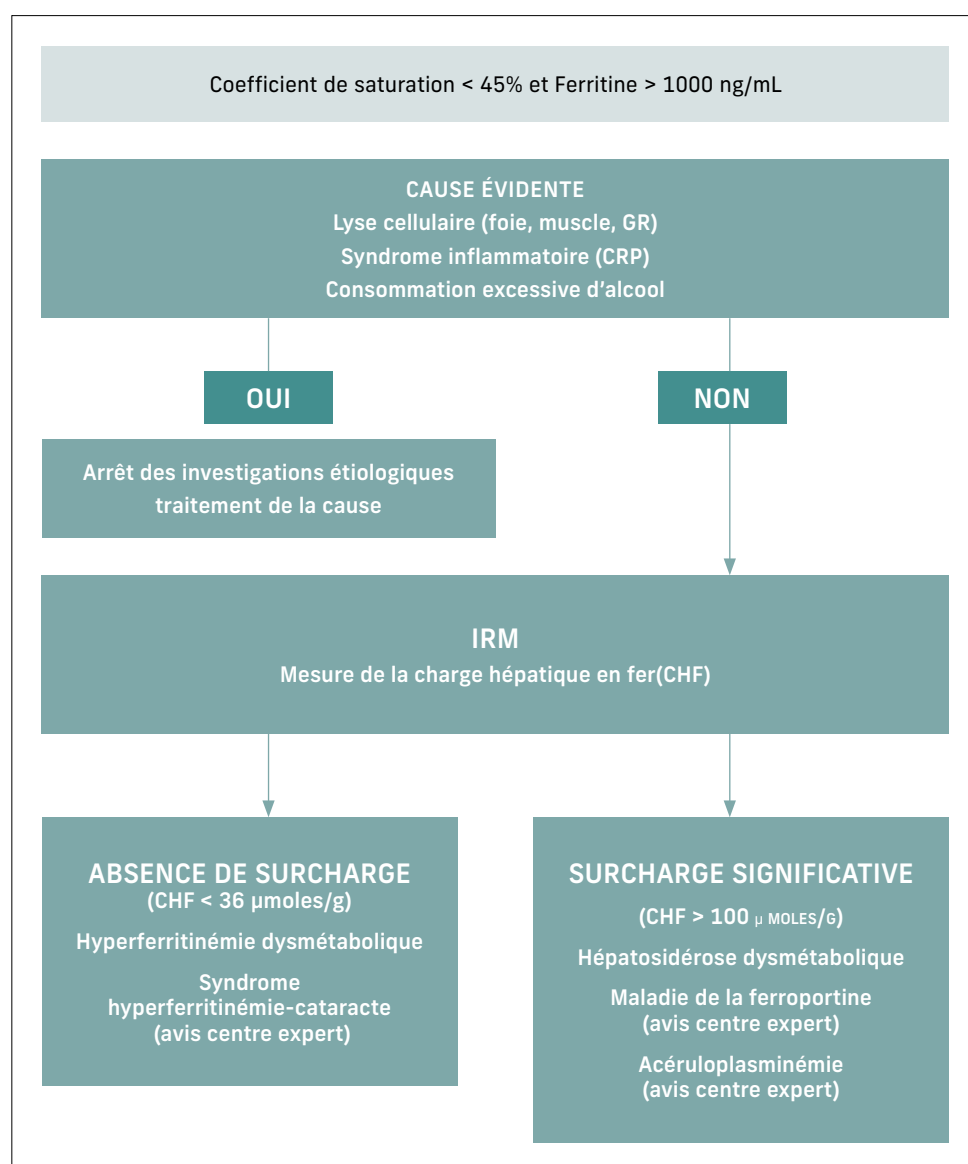 Coefficient de saturation < 45% et Ferritine > 1000 ng/mL
CAUSE ÉVIDENTE
Lyse cellulaire (foie, muscle, GR)
Syndrome inflammatoire (CRP)
Consommation excessive d'alcool
OUI
NON
Arrêt des investigations étiologiques
traitement de la cause
IRM
Mesure de la charge hépatique en fer(CHF)
ABSENCE DE SURCHARGE
(CHF < 36 µmoles/g)
Hyperferritinémie dysmétabolique
Syndrome
hyperferritinémie-cataracte
(avis centre expert)
SURCHARGE SIGNIFICATIVE
(CHF > 100 µ MOLES/G)
Hépatosidérose dysmétabolique
Maladie de la ferroportine
(avis centre expert)
Acéruloplasminémie
(avis centre expert)